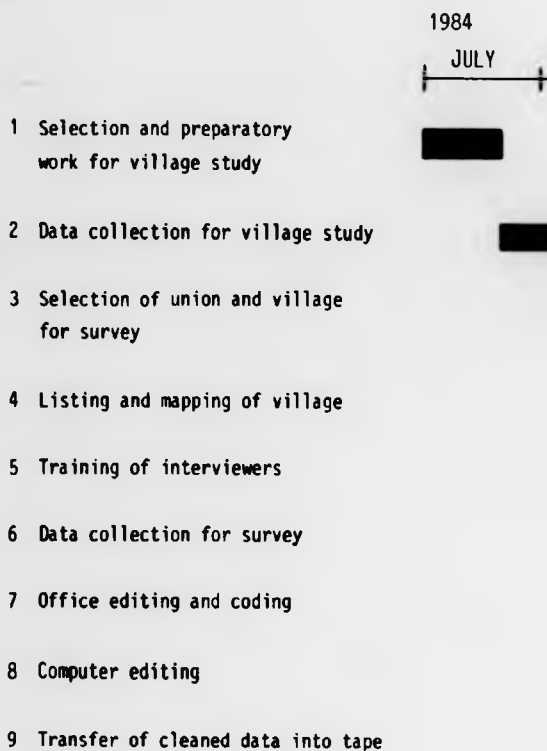 1984
JULY
1 Selection and preparatory
work for village study
2 Data collection for village study
3 Selection of union and village
for survey
4 Listing and mapping of village
5 Training of interviewers
6 Data collection for survey
7 Office editing and coding
8 Computer editing
9 Transfer of cleaned data into tape